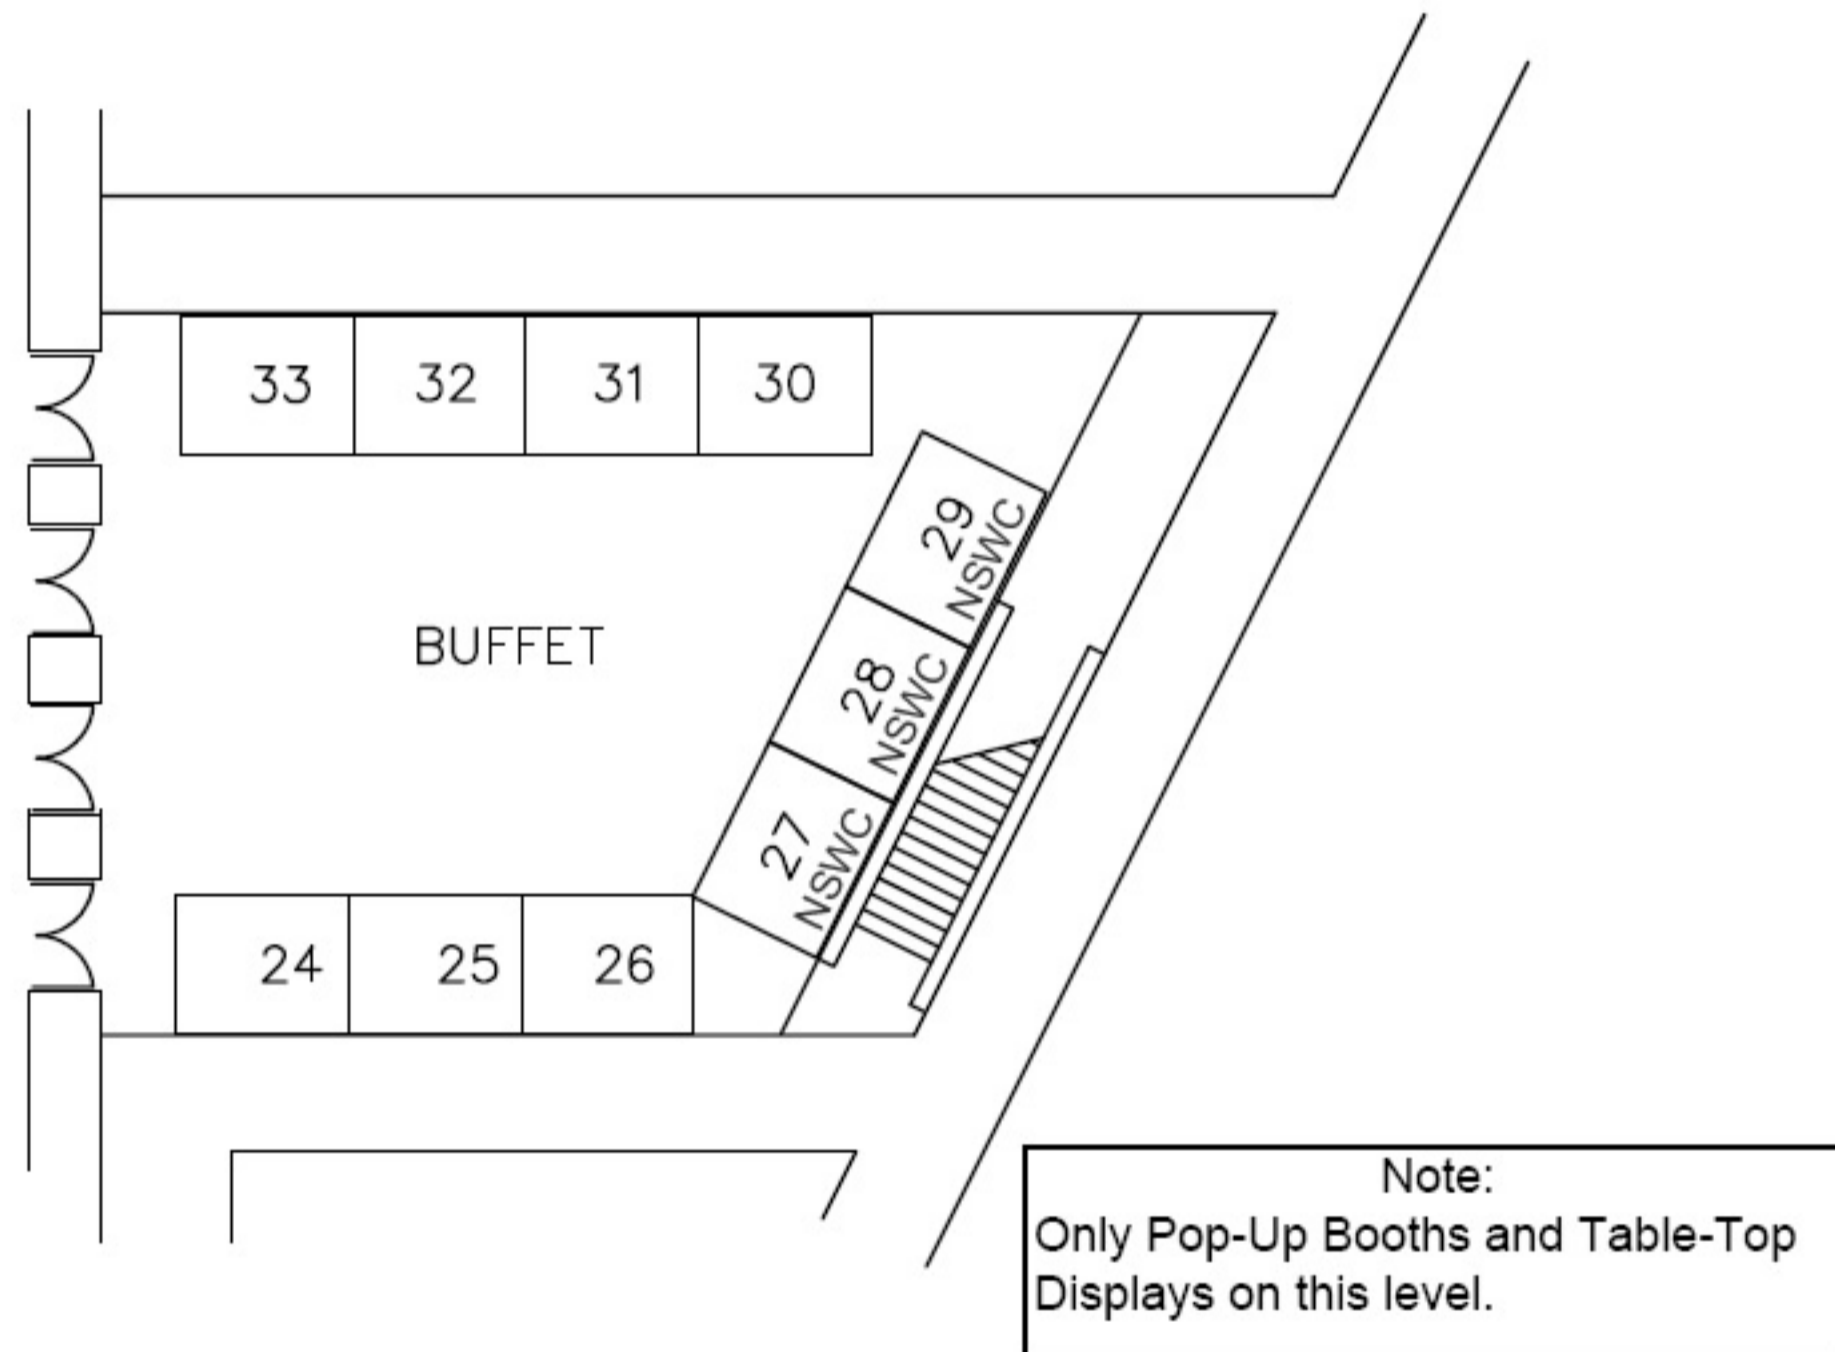 33 32 31 30
29
NSWC
BUFFET
28
NSWC
27
NSWC
24 25 26
Note:
Only Pop-Up Booths and Table-Top
Displays on this level.